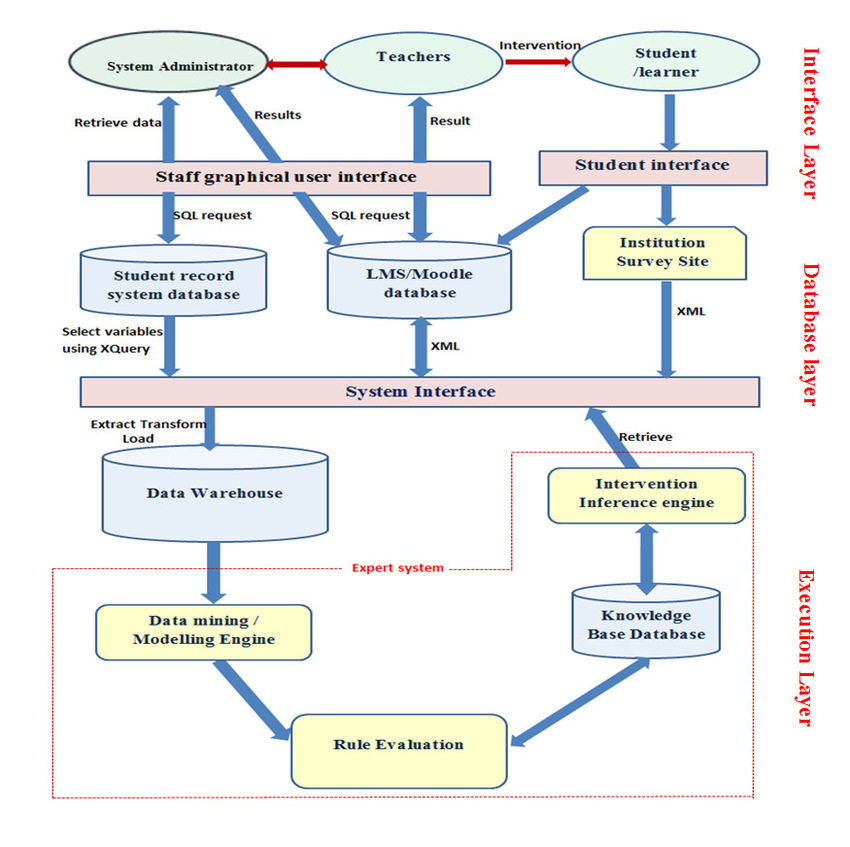 Intervention
System Administrator
Teachers
Student
/learner
Interface Layer
Retrieve data
Results
Result
Staff graphical user interface
Student interface
SQL request
SQL request
Institution
Survey Site
Student record
system database
LMS/Moodle
database
Database layer
Select variables
using XQuery
XML
XML
System Interface
Extract Transform
Load
Retrieve
Data Warehouse
Intervention
Inference engine
Expert system
Execution Layer
Data mining /
Modelling Engine
Knowledge
Base Database
Rule Evaluation